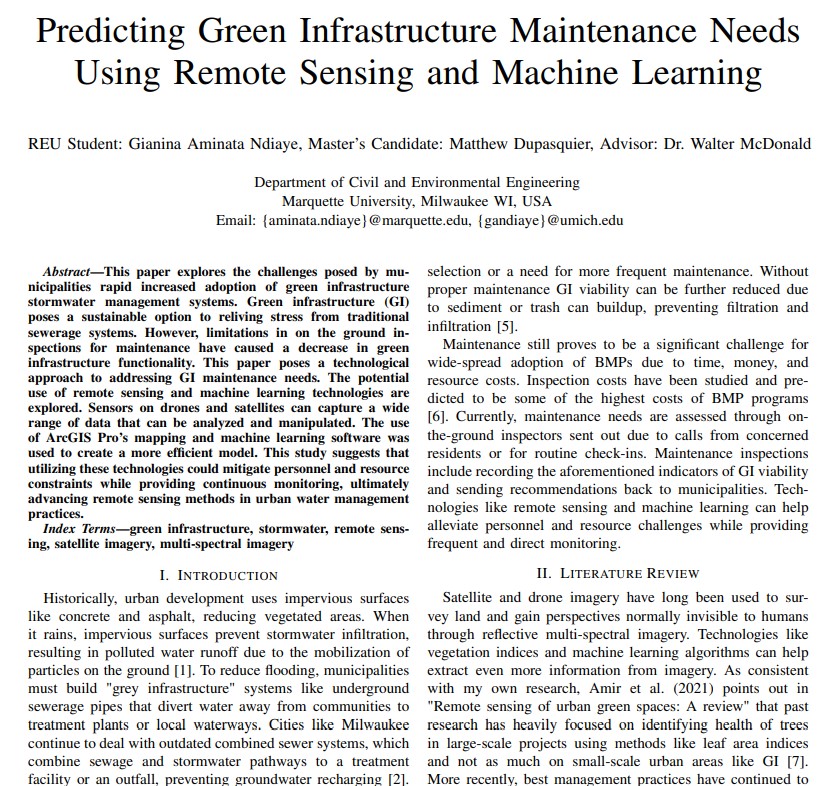 Predicting Green Infrastructure Maintenance Needs
Using Remote Sensing and Machine Learning
REU Student: Gianina Aminata Ndiaye, Master's Candidate: Matthew Dupasquier, Advisor: Dr. Walter McDonald
Department of Civil and Environmental Engineering
Marquette University, Milwaukee WI, USA
Email: {aminata.ndiaye}@marquette.edu, {gandiaye}@umich.edu
Abstract—This paper explores the challenges posed by mu-
nicipalities rapid increased adoption of green infrastructure
stormwater management systems. Green infrastructure (GI)
poses a sustainable option to reliving stress from traditional
sewerage systems. However, limitations in on the ground in-
spections for maintenance have caused a decrease in green
infrastructure functionality. This paper poses a technological
approach to addressing GI maintenance needs. The potential
use of remote sensing and machine learning technologies are
explored. Sensors on drones and satellites can capture a wide
range of data that can be analyzed and manipulated. The use
of ArcGIS Pro's mapping and machine learning software was
used to create a more efficient model. This study suggests that
utilizing these technologies could mitigate personnel and resource
constraints while providing continuous monitoring, ultimately
advancing remote sensing methods in urban water management
practices.
Index Terms—green infrastructure, stormwater, remote sens-
ing, satellite imagery, multi-spectral imagery
I. INTRODUCTION
Historically, urban development uses impervious surfaces
like concrete and asphalt, reducing vegetated areas. When
it rains, impervious surfaces prevent stormwater infiltration,
resulting in polluted water runoff due to the mobilization of
particles on the ground [1]. To reduce flooding, municipalities
must build "grey infrastructure" systems like underground
sewerage pipes that divert water away from communities to
treatment plants or local waterways. Cities like Milwaukee
continue to deal with outdated combined sewer systems, which
combine sewage and stormwater pathways to a treatment
facility or an outfall, preventing groundwater recharging [2].
selection or a need for more frequent maintenance. Without
proper maintenance GI viability can be further reduced due
to sediment or trash can buildup, preventing filtration and
infiltration [5].
Maintenance still proves to be a significant challenge for
wide-spread adoption of BMPs due to time, money, and
resource costs. Inspection costs have been studied and pre-
dicted to be some of the highest costs of BMP programs
[6]. Currently, maintenance needs are assessed through on-
the-ground inspectors sent out due to calls from concerned
residents or for routine check-ins. Maintenance inspections
include recording the aforementioned indicators of GI viability
and sending recommendations back to municipalities. Tech-
nologies like remote sensing and machine learning can help
alleviate personnel and resource challenges while providing
frequent and direct monitoring.
II. LITERATURE REVIEW
Satellite and drone imagery have long been used to sur-
vey land and gain perspectives normally invisible to humans
through reflective multi-spectral imagery. Technologies like
vegetation indices and machine learning algorithms can help
extract even more information from imagery. As consistent
with my own research, Amir et al. (2021) points out in
"Remote sensing of urban green spaces: A review" that past
research has heavily focused on identifying health of trees
in large-scale projects using methods like leaf area indices
and not as much on small-scale urban areas like GI [7].
More recently, best management practices have continued to